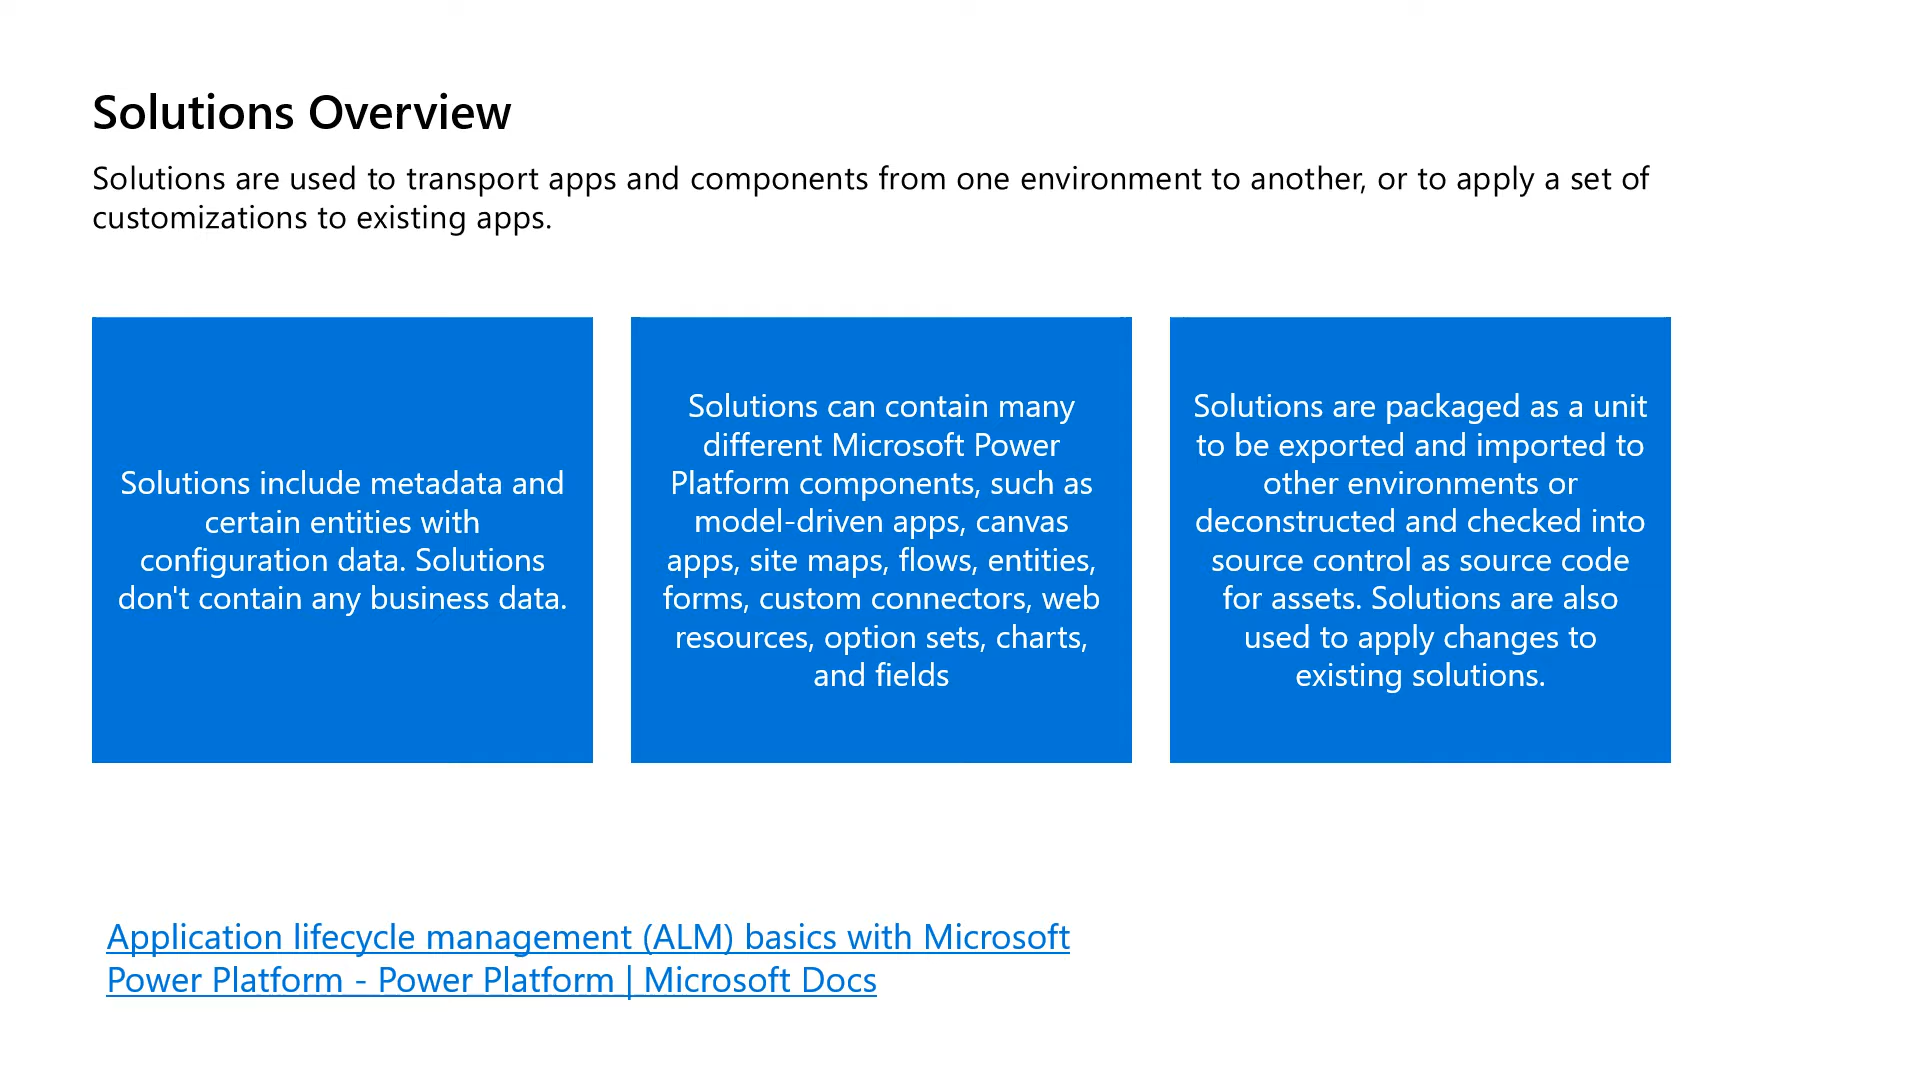 Solutions Overview
Solutions are used to transport apps and components from one environment to another, or to apply a set of
customizations to existing apps.
Solutions include metadata and
certain entities with
configuration data. Solutions
don't contain any business data.
Solutions can contain many
different Microsoft Power
Platform components, such as
model-driven apps, canvas
apps, site maps, flows, entities,
forms, custom connectors, web
resources, option sets, charts,
and fields
Solutions are packaged as a unit
to be exported and imported to
other environments or
deconstructed and checked into
source control as source code
for assets. Solutions are also
used to apply changes to
existing solutions.
Application lifecycle management (ALM) basics with Microsoft
Power Platform - Power Platform | Microsoft Docs